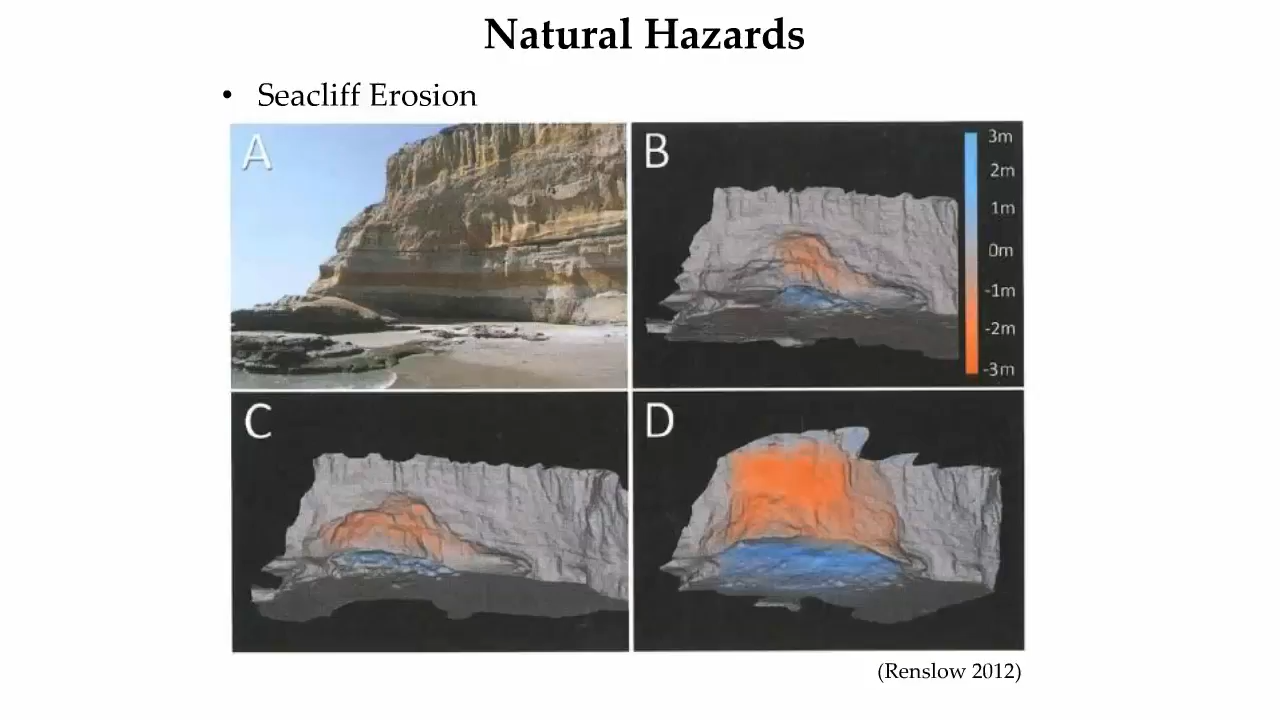 Natural Hazards
• Seacliff Erosion
A
B
3m
2m
1m
0m
-1m
-2m
-3m
C
D
(Renslow 2012)